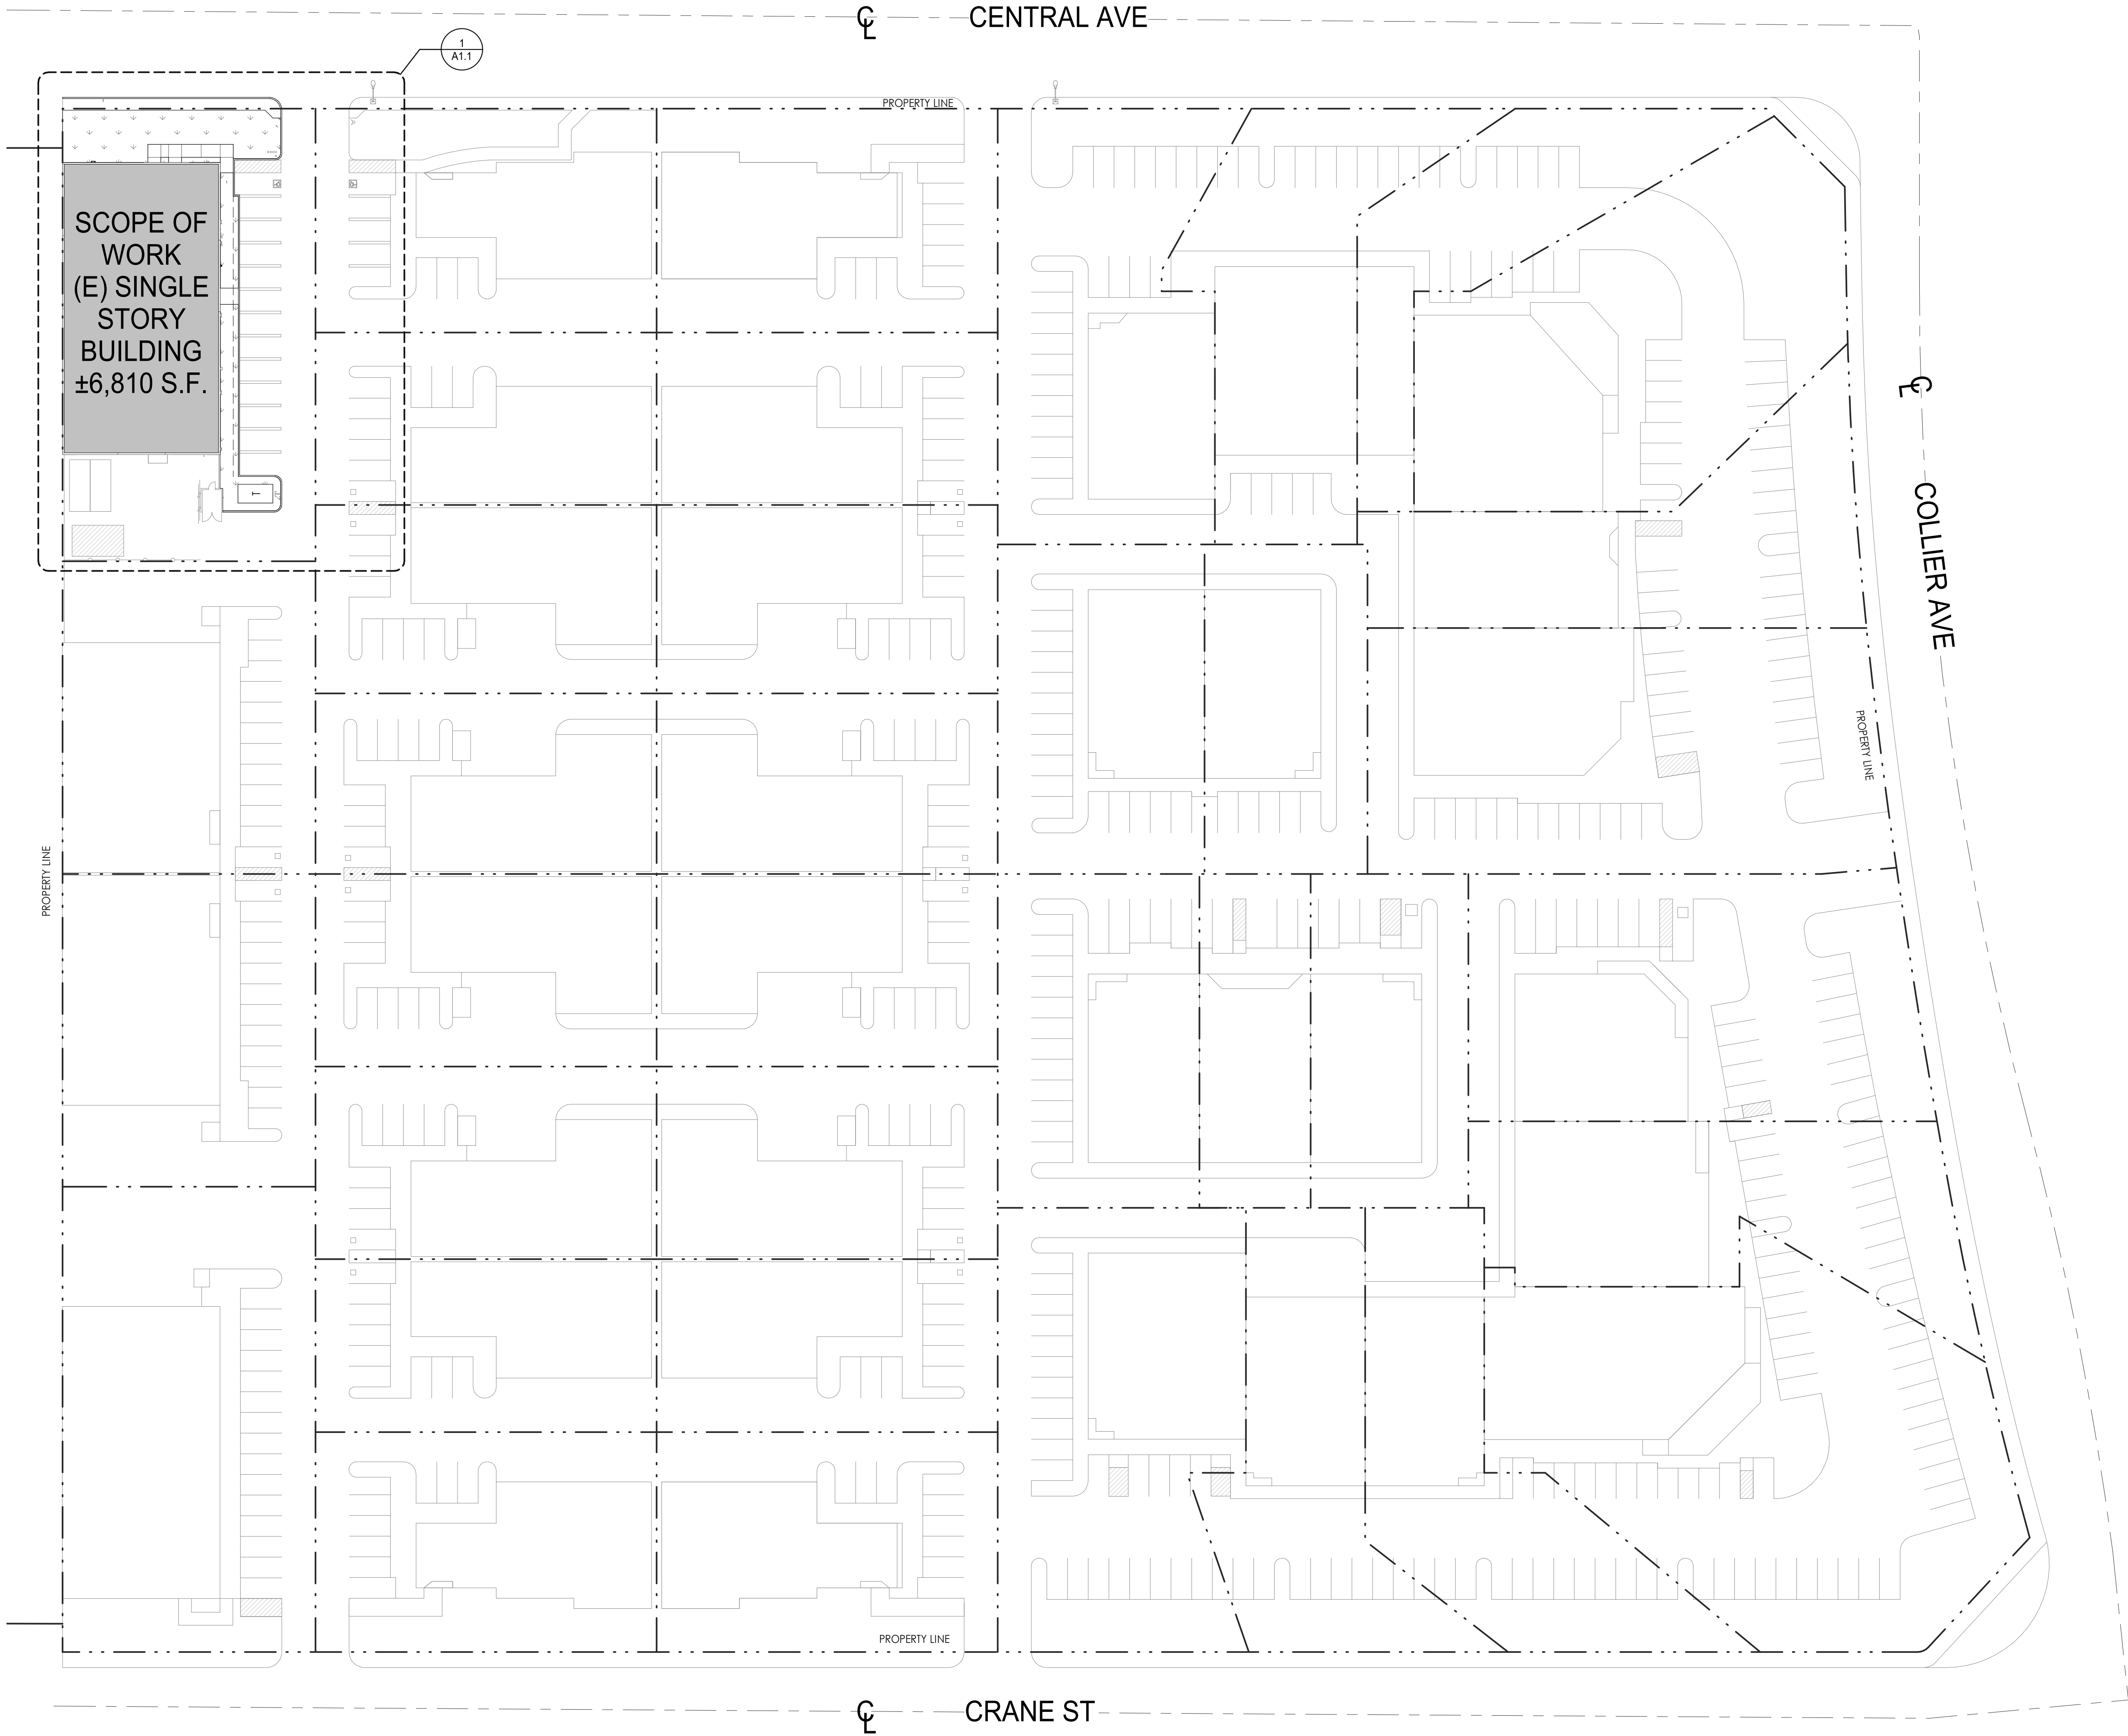 ℄ CENTRAL AVE
1
A1.1
PROPERTY LINE
SCOPE OF
WORK
(E) SINGLE
STORY
BUILDING
±6,810 S.F.
T
℄
COLLIER AVE
PROPERTY LINE
PROPERTY LINE
PROPERTY LINE
℄ CRANE ST